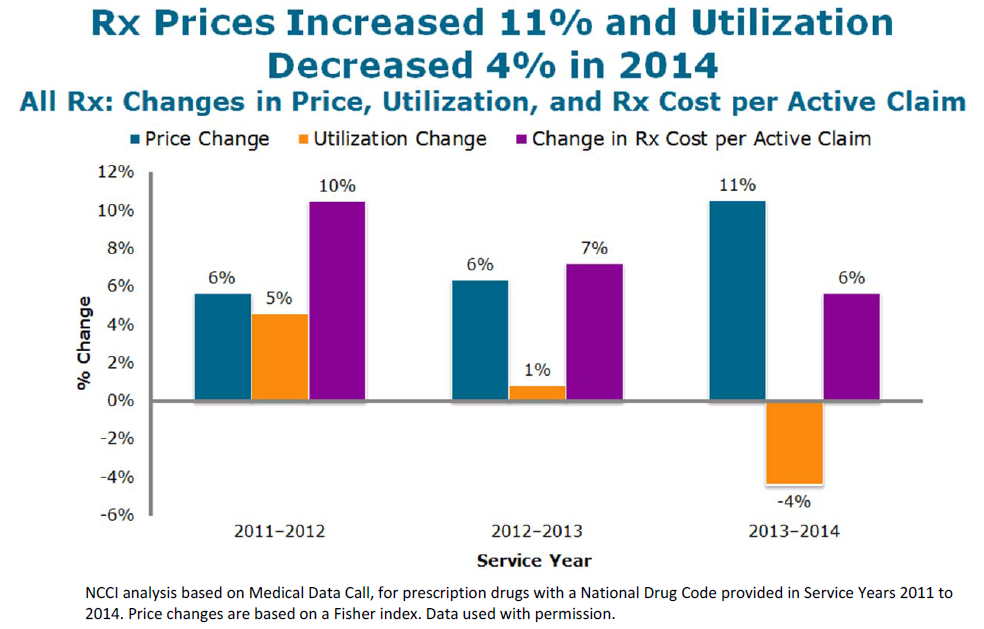 Rx Prices Increased 11% and Utilization
Decreased 4% in 2014
All Rx: Changes in Price, Utilization, and Rx Cost per Active Claim
Price Change Utilization Change Change in Rx Cost per Active Claim
12%
10%
8%
6%
4%
2%
0%
-2%
-4%
-6%
% Change
6%
5%
10%
6%
1%
7%
11%
-4%
6%
2011–2012 2012–2013 2013–2014
Service Year
NCCI analysis based on Medical Data Call, for prescription drugs with a National Drug Code provided in Service Years 2011 to
2014. Price changes are based on a Fisher index. Data used with permission.